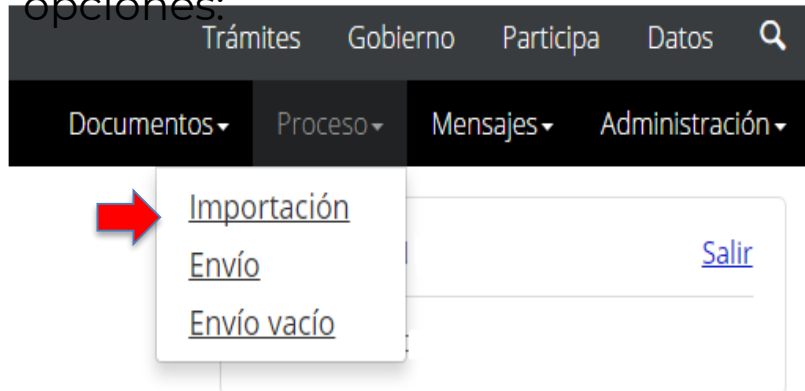 opciones:
Trámites Gobierno Participa Datos
Documentos Proceso Mensajes Administración
Importación
Envío Salir
Envío vacío